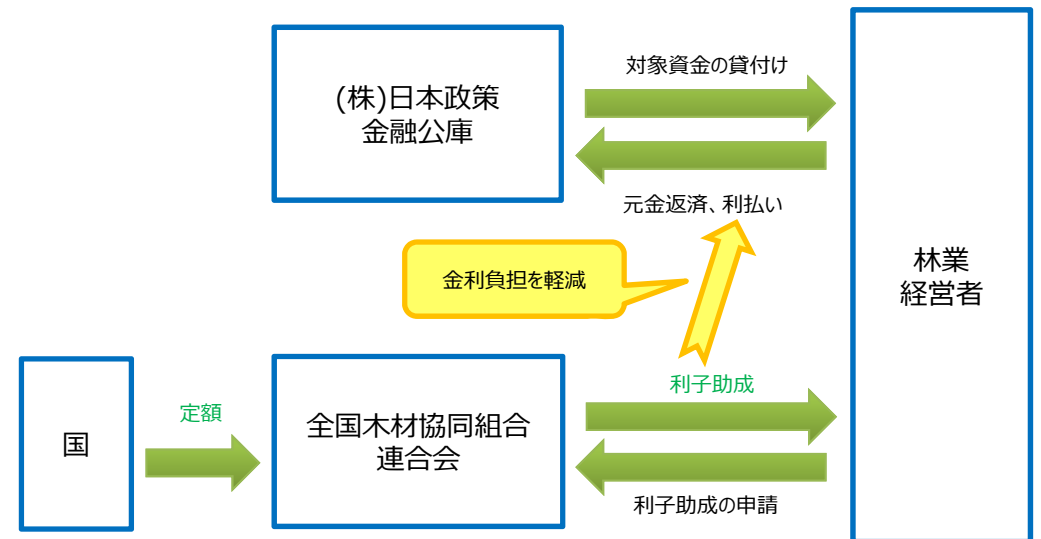 (株)日本政策
金融公庫
対象資金の貸付け
元金返済、利払い
金利負担を軽減
林業
経営者
国
定額
全国木材協同組合
連合会
利子助成
利子助成の申請